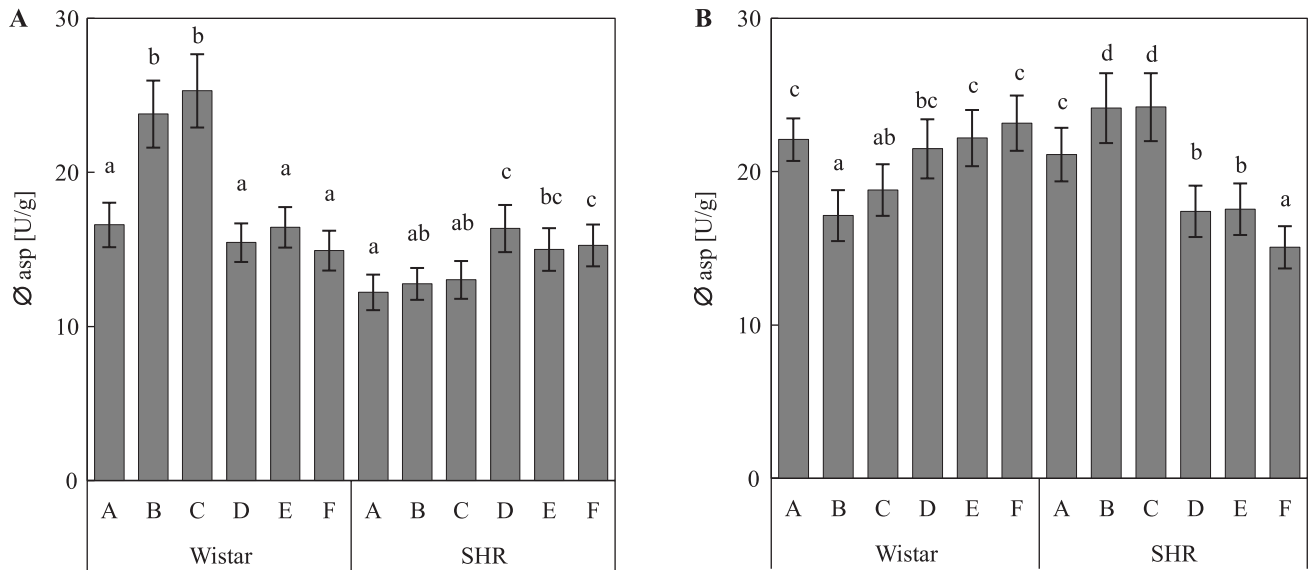 A
30
20
10
0
Ø asp [U/g]
a b b a a a a ab ab c bc c
A B C D E F A B C D E F
Wistar SHR
B
30
20
10
0
Ø asp [U/g]
c a ab bc c c c d d b b a
A B C D E F A B C D E F
Wistar SHR